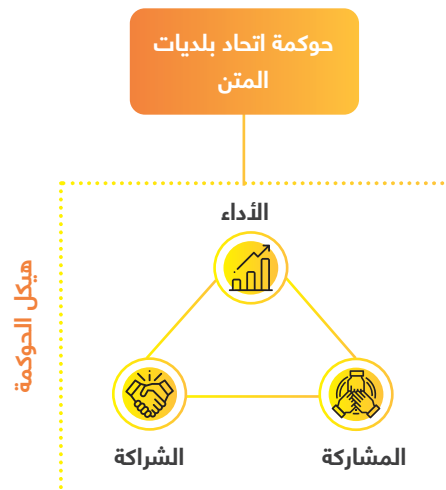 حوكمة اتحاد بلديات
المتن
الأداء
هيكل الحوكمة
المشاركة
الشراكة